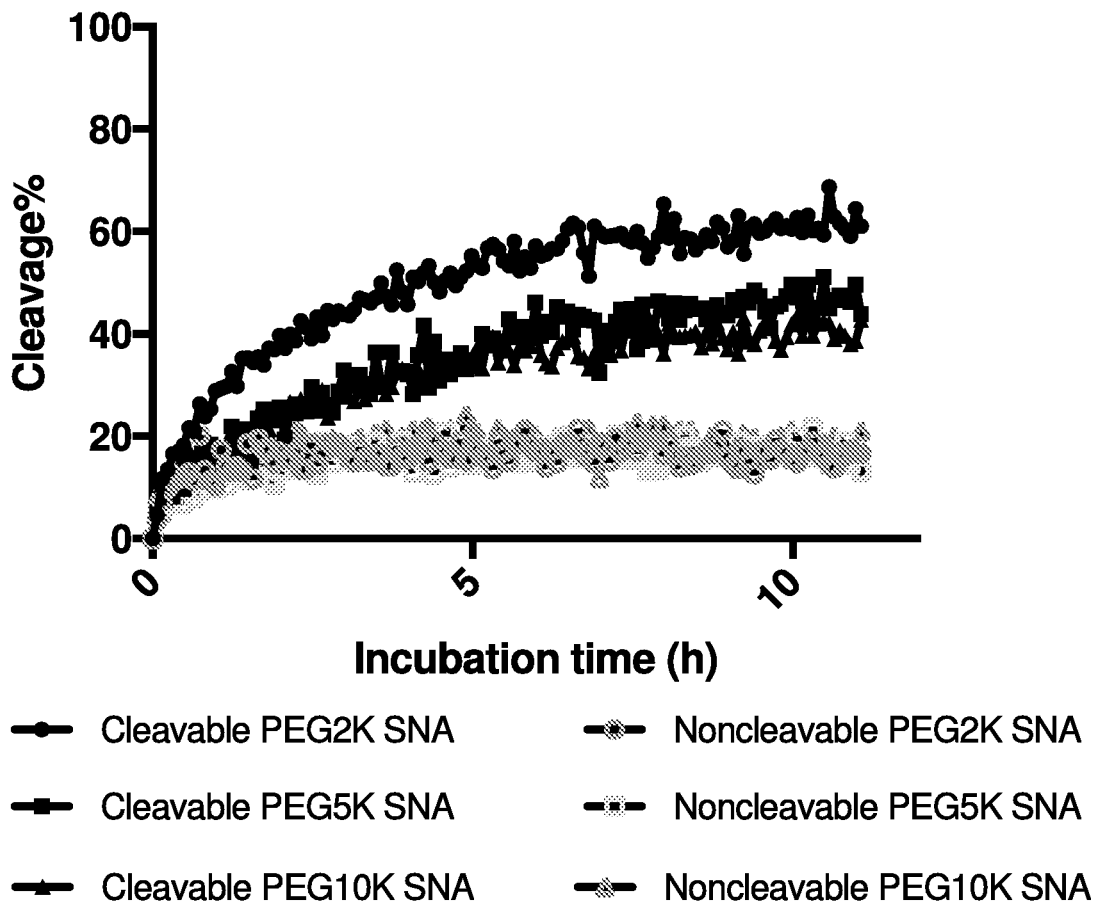 100
80
60
40
20
0
Cleavage%
0 5 10
Incubation time (h)
Cleavable PEG2K SNA Noncleavable PEG2K SNA
Cleavable PEG5K SNA Noncleavable PEG5K SNA
Cleavable PEG10K SNA Noncleavable PEG10K SNA